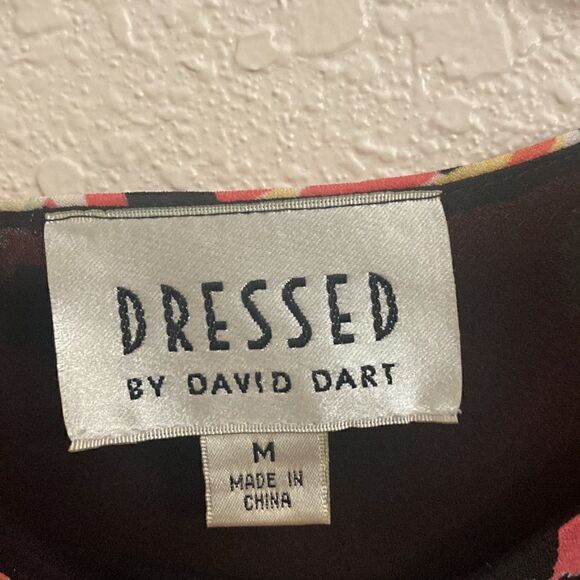 DRESSED
BY DAVID DART
M
MADE IN
CHINA